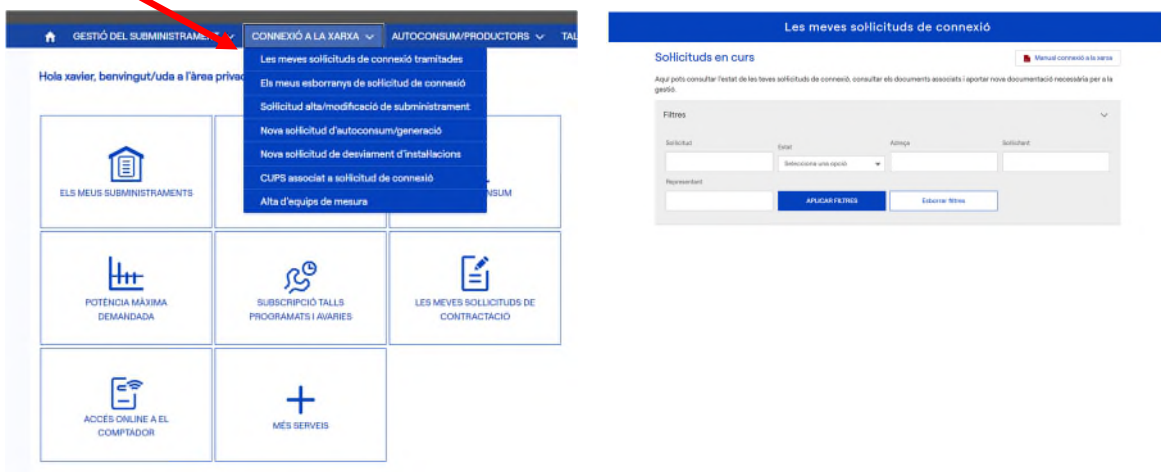 GESTIÓ DEL SUBMINISTRAMENT
CONNEXIÓ A LA XARXA
AUTOCONSUM/PRODUCTORS
TAL
Hola xavier, benvingut/uda a l'àrea privad
Les meves sol·licituds de connexió tramitades
Els meus esborranys de sol·licitud de connexió
Sol·licitud alta/modificació de subministrament
Nova sol·licitud d'autoconsum/generació
Nova sol·licitud de desviament d'instal·lacions
CUPS associat a sol·licitud de connexió
Alta d'equips de mesura
ELS MEUS SUBMINISTRAMENTS
NSUM
POTÈNCIA MÀXIMA
DEMANDADA
SUBSCRIPCIÓ TALLS
PROGRAMATS I AVARIES
LES MEVES SOL·LICITUDS DE
CONTRACTACIÓ
ACCÉS ONLINE A EL
COMPTADOR
MÉS SERVEIS
Les meves sol·licituds de connexió
Sol·licituds en curs
Manual connexió a la xarxa
Aquí pots consultar l'estat de les teves sol·licituds de connexió, consultar els documents associats i aportar nova documentació necessària per a la
gestió.
Filtres
Sol·licitud
Estat
Adreça
Sol·licitant
Selecciona una opció
Representant
APLICAR FILTRES
Esborrar filtres